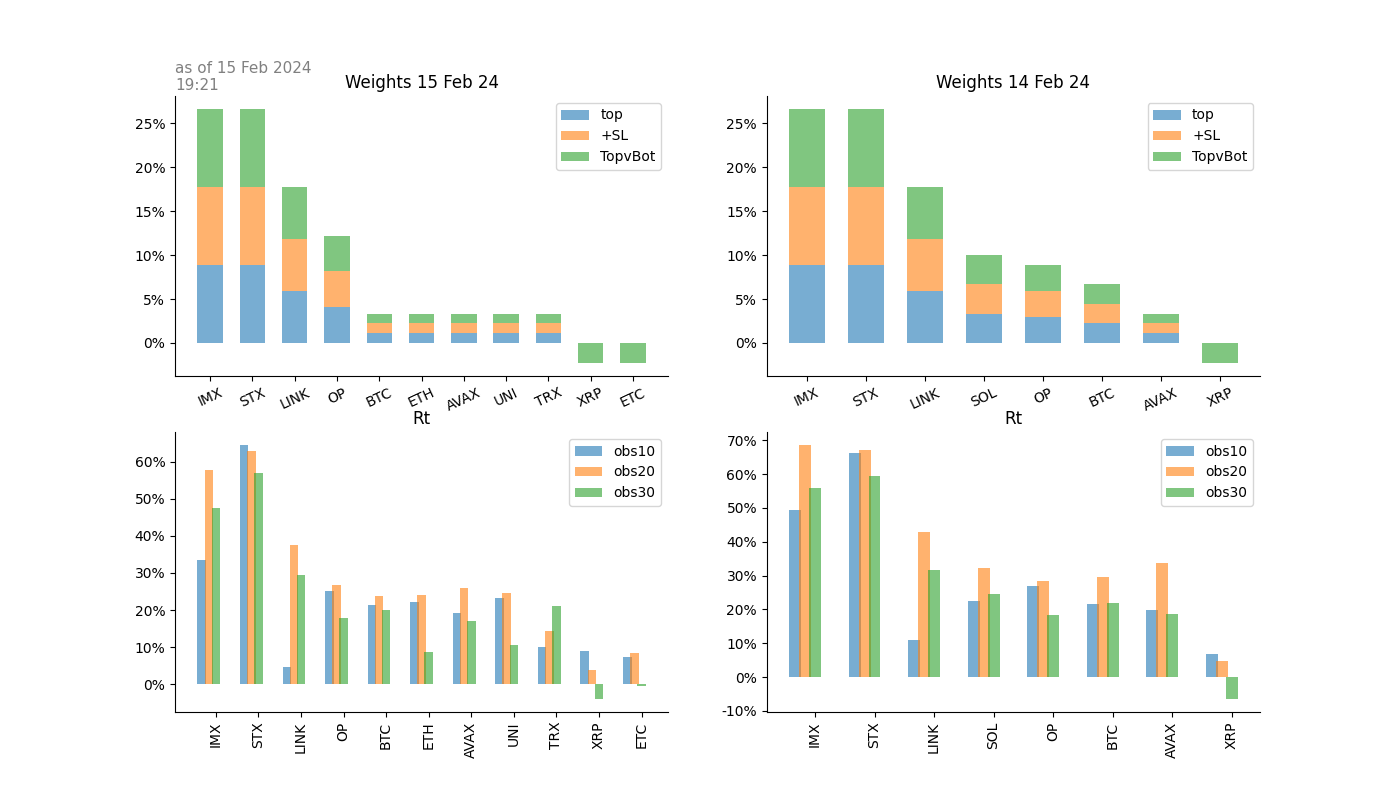 as of 15 Feb 2024
19:21
Weights 15 Feb 24
25%
20%
15%
10%
5%
0%
top
+SL
TopvBot
IMX STX LINK OP BTC ETH AVAX UNI TRX XRP ETC
Weights 14 Feb 24
25%
20%
15%
10%
5%
0%
top
+SL
TopvBot
IMX STX LINK SOL OP BTC AVAX XRP
Rt
60%
50%
40%
30%
20%
10%
0%
obs10
obs20
obs30
IMX STX LINK OP BTC ETH AVAX UNI TRX XRP ETC
Rt
70%
60%
50%
40%
30%
20%
10%
0%
-10%
obs10
obs20
obs30
IMX STX LINK SOL OP BTC AVAX XRP